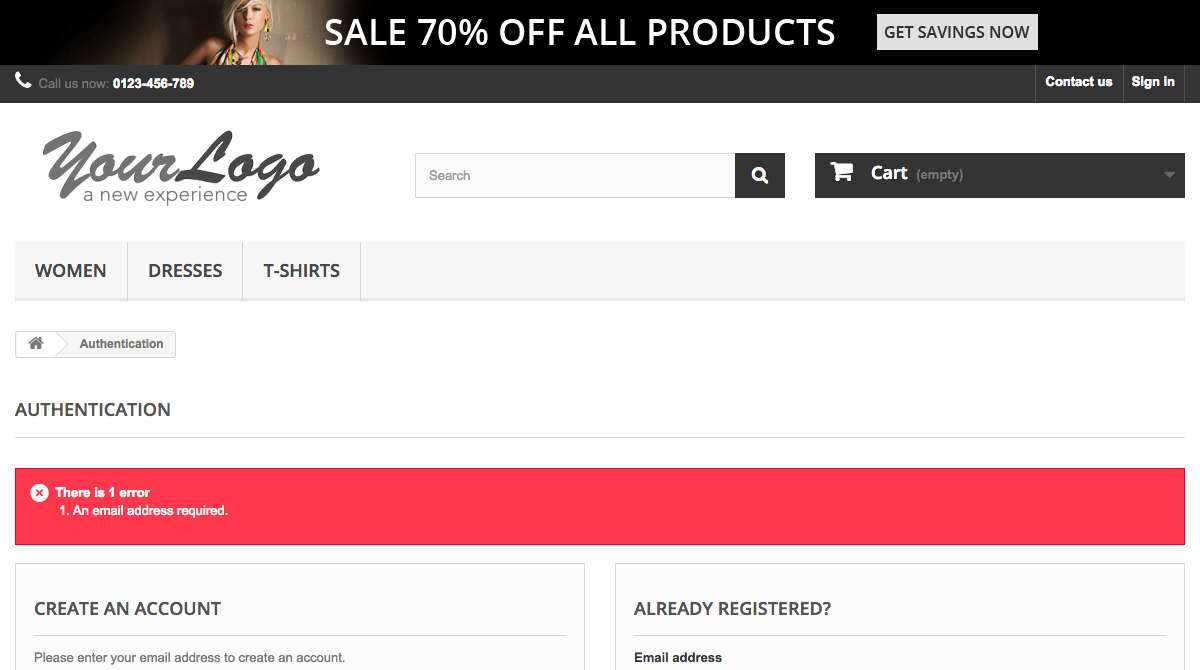 SALE 70% OFF ALL PRODUCTS GET SAVINGS NOW
Call us now: 0123-456-789 Contact us Sign in
YourLogo
a new experience
Search
Cart (empty)
WOMEN DRESSES T-SHIRTS
Authentication
AUTHENTICATION
There is 1 error
1. An email address required.
CREATE AN ACCOUNT
Please enter your email address to create an account.
ALREADY REGISTERED?
Email address